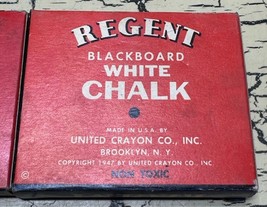 REGENT
BLACKBOARD
WHITE
CHALK
MADE IN U.S.A. BY
UNITED CRAYON CO., INC.
BROOKLYN, N. Y.
COPYRIGHT 1947 BY UNITED CRAYON CO., INC.
©
NON TOXIC